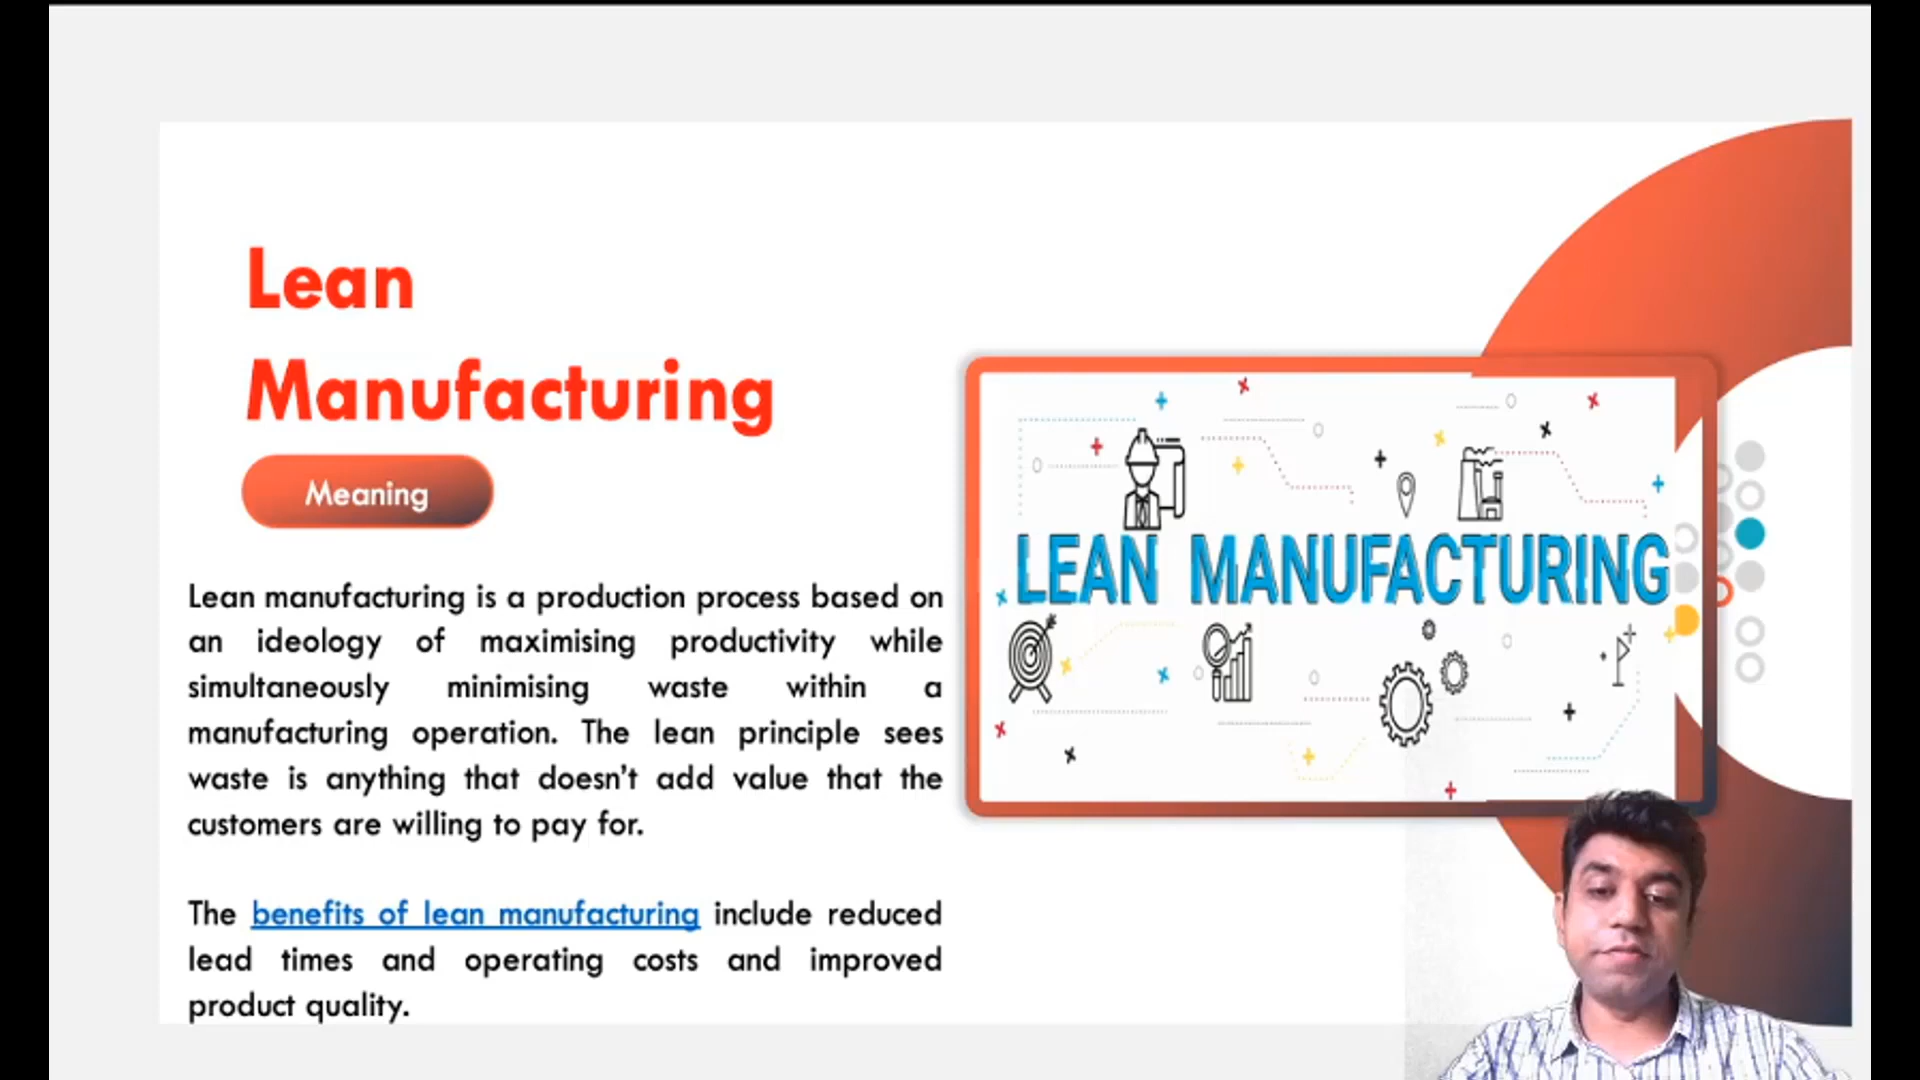 Lean
Manufacturing
Meaning
Lean manufacturing is a production process based on
an ideology of maximising productivity while
simultaneously minimising waste within a
manufacturing operation. The lean principle sees
waste is anything that doesn't add value that the
customers are willing to pay for.
The benefits of lean manufacturing include reduced
lead times and operating costs and improved
product quality.
LEAN MANUFACTURING